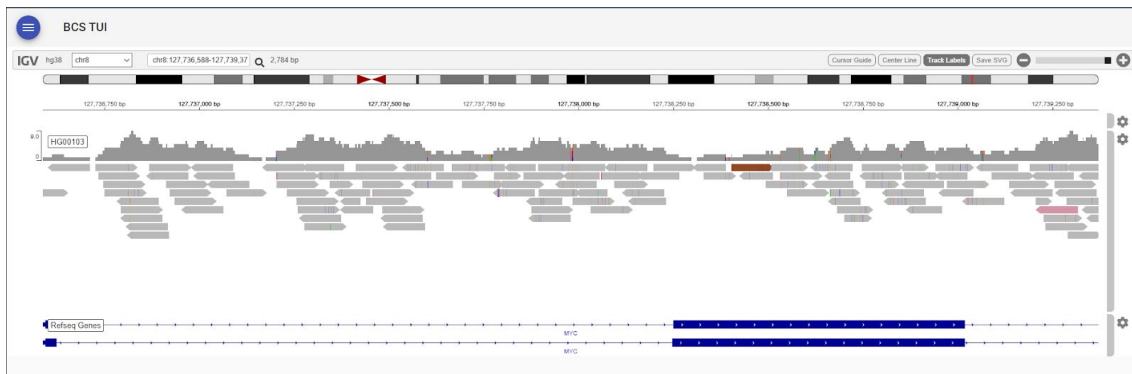 BCS TUI
IGV hg38 chr8 chr8:127,736,588-127,739,37 2,784 bp Cursor Guide Center Line Track Labels Save SVG
127,736,750 bp 127,737,000 bp 127,737,250 bp 127,737,500 bp 127,737,750 bp 127,738,000 bp 127,738,250 bp 127,738,500 bp 127,738,750 bp 127,739,000 bp 127,739,250 bp
9.0
HG00103
0
Refseq Genes
MYC
MYC